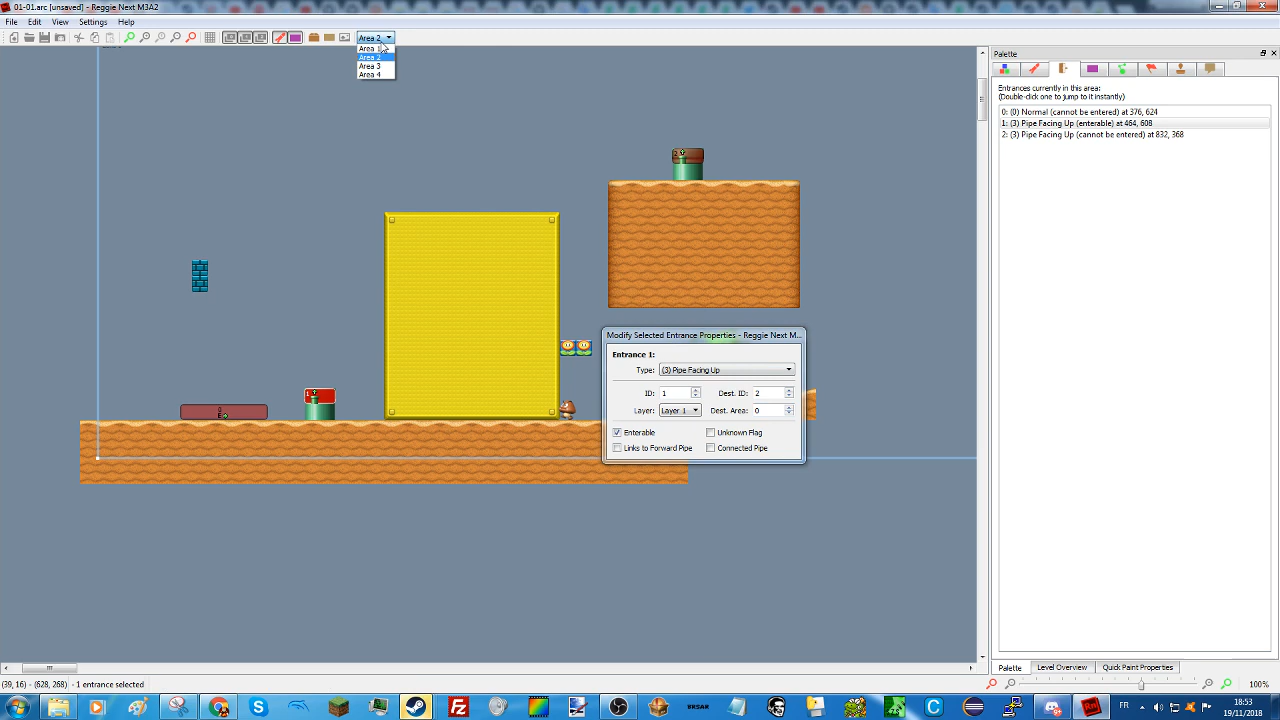 01-01.arc [unsaved] - Reggie Next M3A2
File Edit View Settings Help
Area 2
Area 1
Area 2
Area 3
Area 4
Palette
Entrances currently in this area:
(Double-click one to jump to it instantly)
0: (0) Normal (cannot be entered) at 376, 624
1: (3) Pipe Facing Up (enterable) at 464, 608
2: (3) Pipe Facing Up (cannot be entered) at 832, 368
2
1
0
E
Modify Selected Entrance Properties - Reggie Next M...
Entrance 1:
Type: (3) Pipe Facing Up
ID: 1 Dest. ID: 2
Layer: Layer 1 Dest. Area: 0
Enterable Unknown Flag
Links to Forward Pipe Connected Pipe
Palette Level Overview Quick Paint Properties
(39, 16) - (628, 268) - 1 entrance selected
100%
BRSAR
FR 18:53
19/11/2018